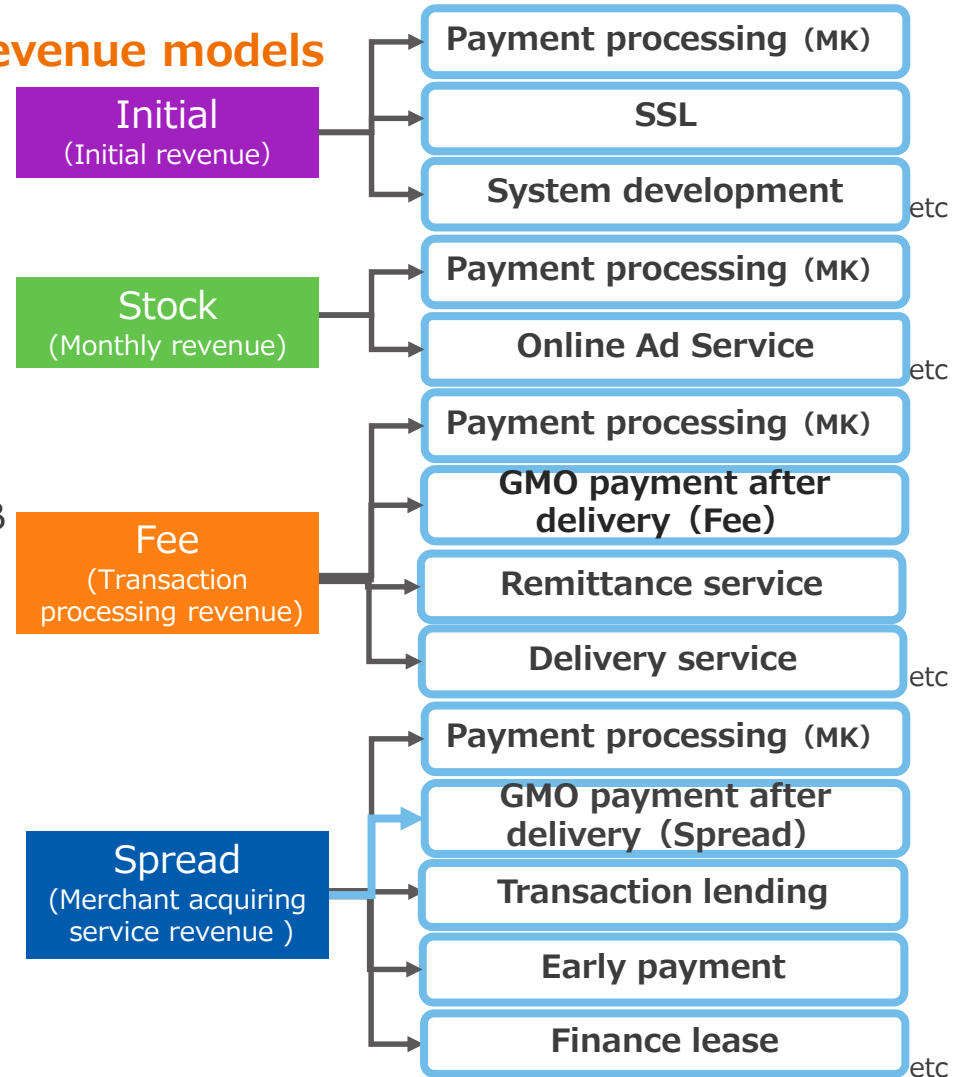 evenue models
Initial
（Initial revenue）
Payment processing（MK）
SSL
System development
etc
Stock
(Monthly revenue)
Payment processing（MK）
Online Ad Service
etc
Fee
(Transaction
processing revenue)
Payment processing（MK）
GMO payment after
delivery（Fee）
Remittance service
Delivery service
etc
Spread
(Merchant acquiring
service revenue )
Payment processing（MK）
GMO payment after
delivery（Spread）
Transaction lending
Early payment
Finance lease
etc